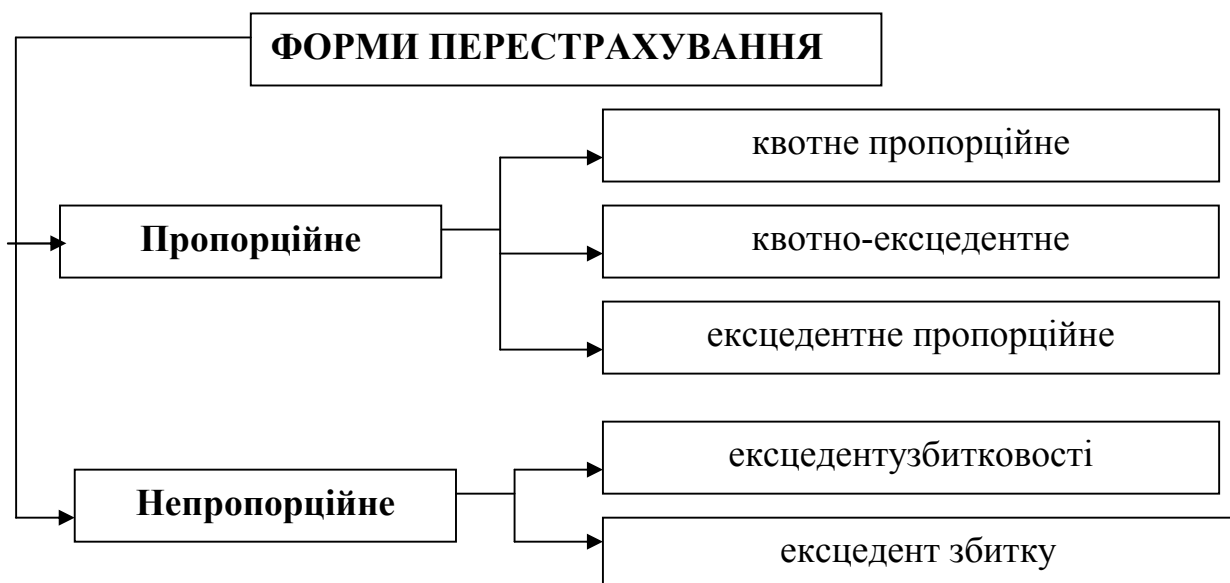 ФОРМИ ПЕРЕСТРАХУВАННЯ
квотне пропорційне
Пропорційне
квотно-ексцедентне
ексцедентне пропорційне
ексцедентузбитковості
Непропорційне
ексцедент збитку